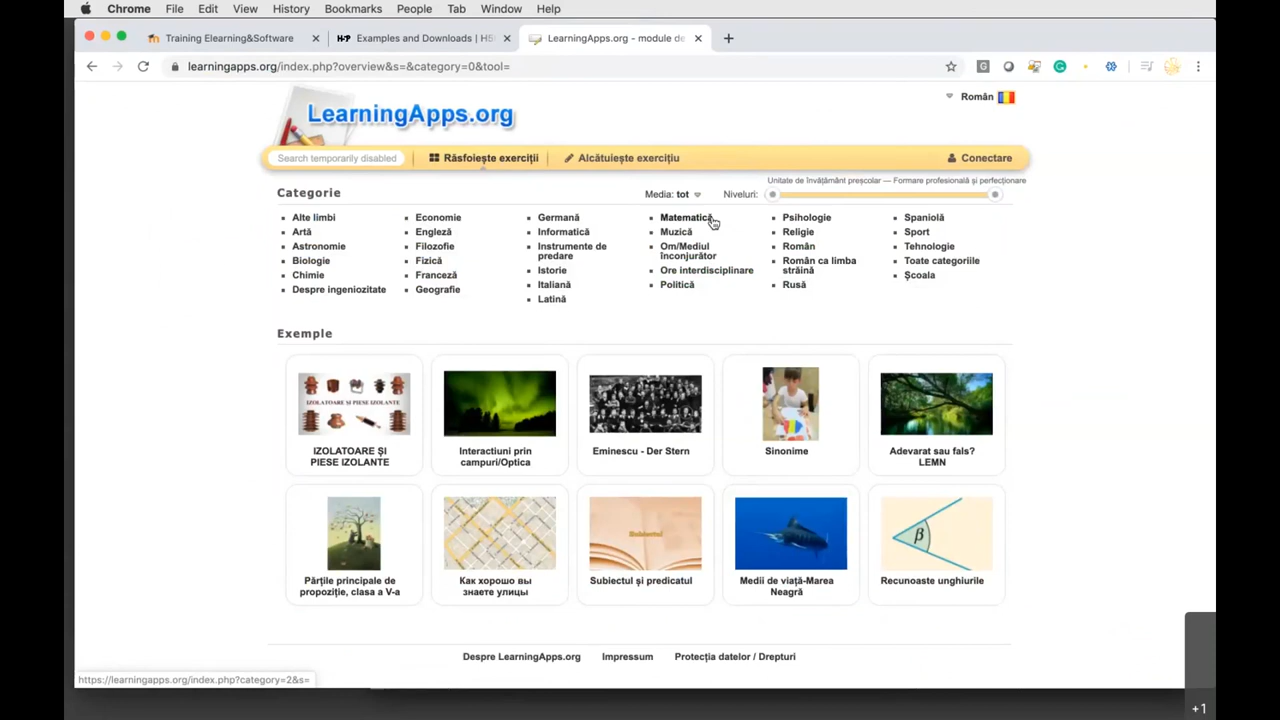 Chrome File Edit View History Bookmarks People Tab Window Help
Training Elearning&Software
H5P Examples and Downloads | H5
LearningApps.org - module de
learningapps.org/index.php?overview&s=&category=0&tool=
Român
LearningApps.org
Search temporarily disabled
Răsfoiește exerciții
Alcătuiește exercițiu
Conectare
Unitate de învățământ preșcolar — Formare profesională și perfecționare
Categorie
Media: tot
Niveluri:
Alte limbi
Artă
Astronomie
Biologie
Chimie
Despre ingeniozitate
Economie
Engleză
Filozofie
Fizică
Franceză
Geografie
Germană
Informatică
Instrumente de
predare
Istorie
Italiană
Latină
Matematică
Muzică
Om/Mediul
înconjurător
Ore interdisciplinare
Politică
Psihologie
Religie
Român
Român ca limba
străină
Rusă
Spaniolă
Sport
Tehnologie
Toate categoriile
Școala
Exemple
IZOLATOARE ȘI PIESE IZOLANTE
IZOLATOARE ȘI
PIESE IZOLANTE
Interactiuni prin
campuri/Optica
Eminescu - Der Stern
Sinonime
Adevarat sau fals?
LEMN
Părțile principale de
propoziție, clasa a V-a
Как хорошо вы
знаете улицы
Subiectul
Subiectul și predicatul
Medii de viață-Marea
Neagră
β
Recunoaste unghiurile
Despre LearningApps.org
Impressum
Protecția datelor / Drepturi
https://learningapps.org/index.php?category=2&s=
+1